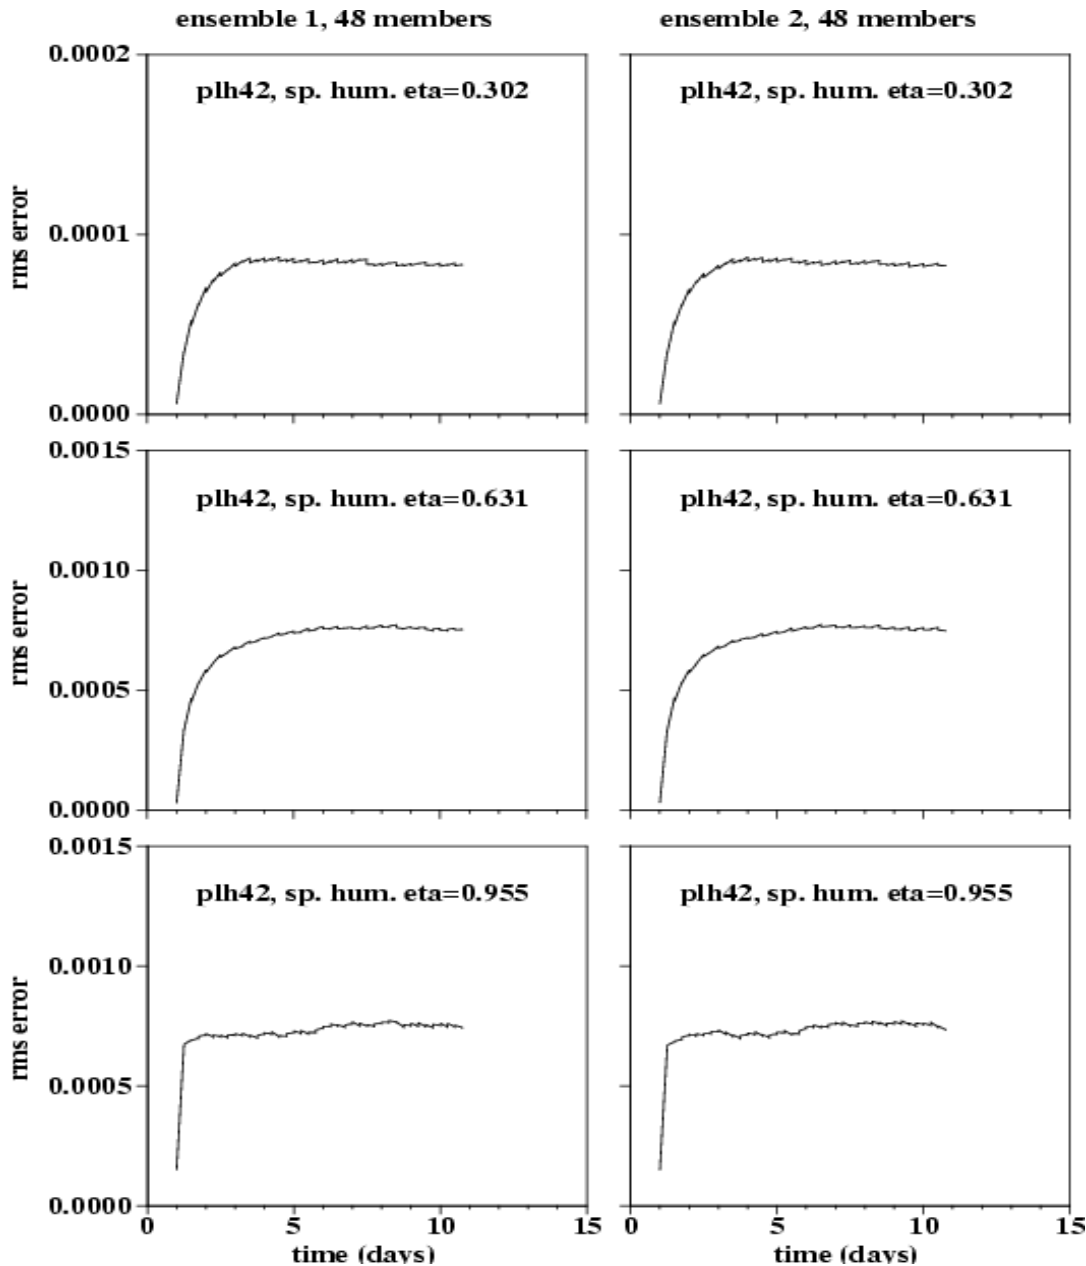 ensemble 1, 48 members
ensemble 2, 48 members
0.0002
plh42, sp. hum. eta=0.302
plh42, sp. hum. eta=0.302
rms error
0.0001
0.0000
0.0015
plh42, sp. hum. eta=0.631
plh42, sp. hum. eta=0.631
rms error
0.0010
0.0005
0.0000
0.0015
plh42, sp. hum. eta=0.955
plh42, sp. hum. eta=0.955
rms error
0.0010
0.0005
0.0000
0 5 10 15
0 5 10 15
time (days)
time (days)